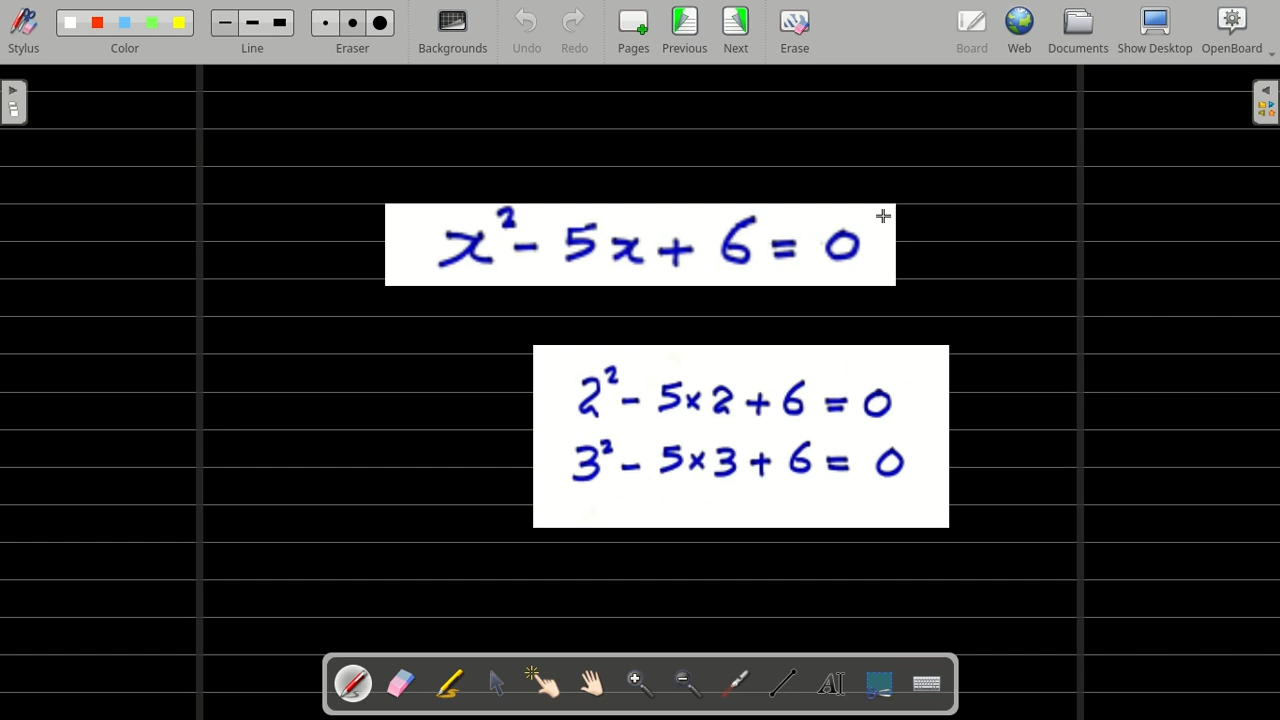 Stylus Color Line Eraser Backgrounds Undo Redo Pages Previous Next Erase Board Web Documents Show Desktop OpenBoard
x² - 5x + 6 = 0
2² - 5×2 + 6 = 0
3² - 5×3 + 6 = 0